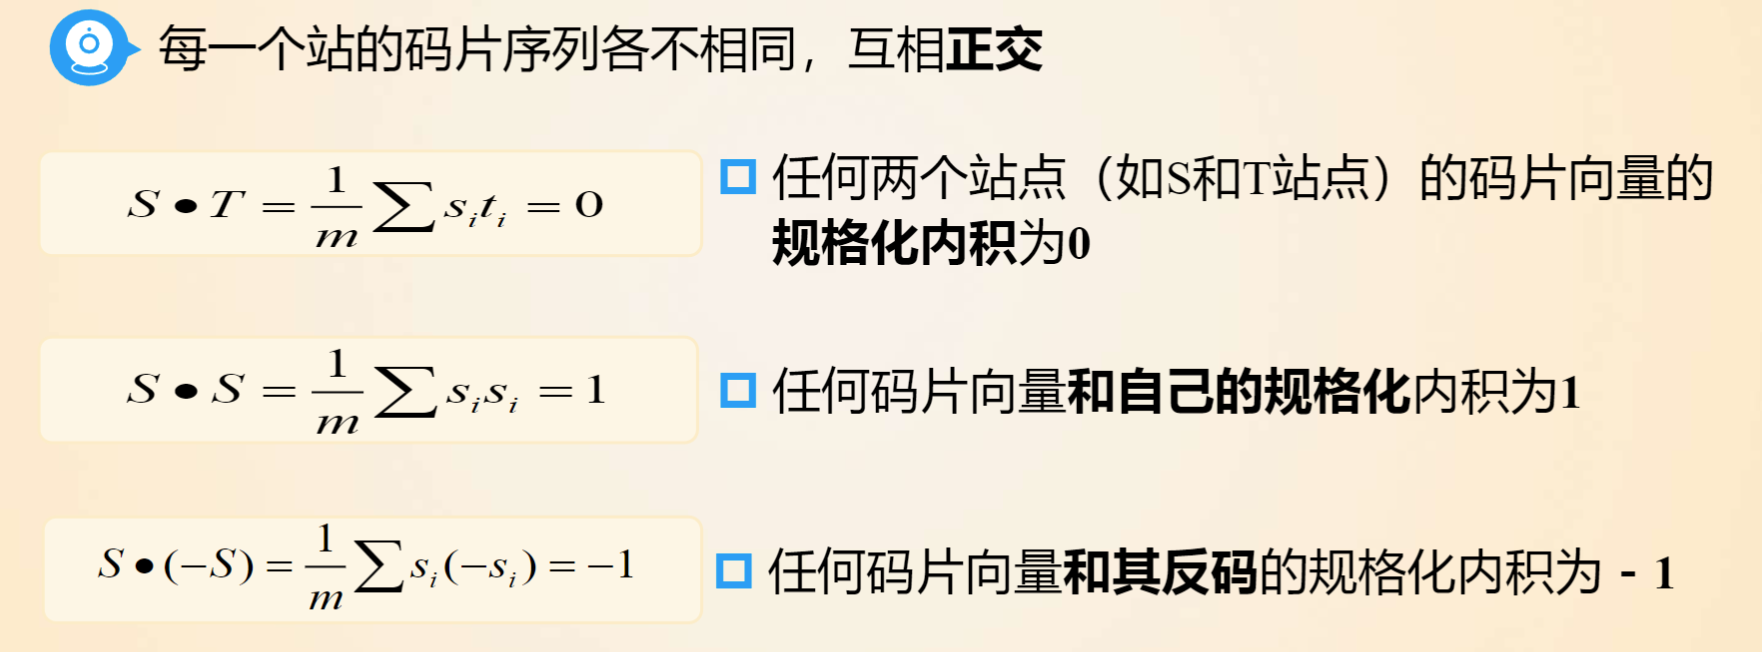 每一个站的码片序列各不相同，互相正交
S • T = \frac{1}{m} \sum s_i t_i = 0
任何两个站点（如S和T站点）的码片向量的
规格化内积为0
S • S = \frac{1}{m} \sum s_i s_i = 1
任何码片向量和自己的规格化内积为1
S • (−S) = \frac{1}{m} \sum s_i (−s_i) = −1
任何码片向量和其反码的规格化内积为 - 1